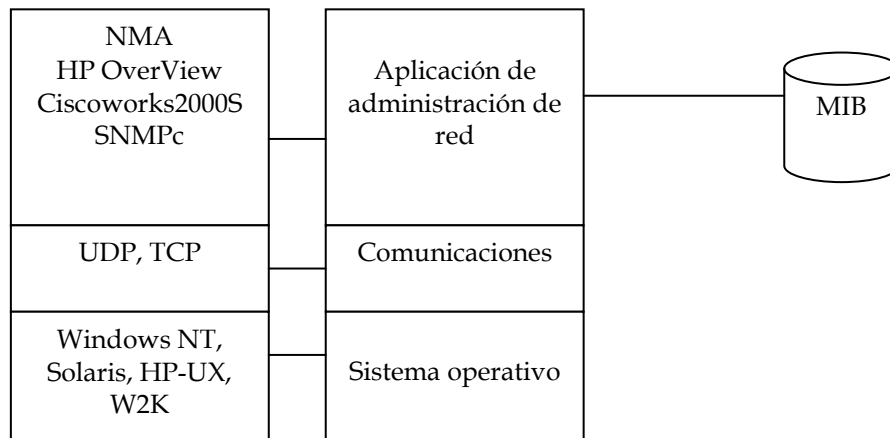 NMA
HP OverView
Ciscoworks2000S
SNMPc
Aplicación de
administración de
red
MIB
UDP, TCP
Comunicaciones
Windows NT,
Solaris, HP-UX,
W2K
Sistema operativo